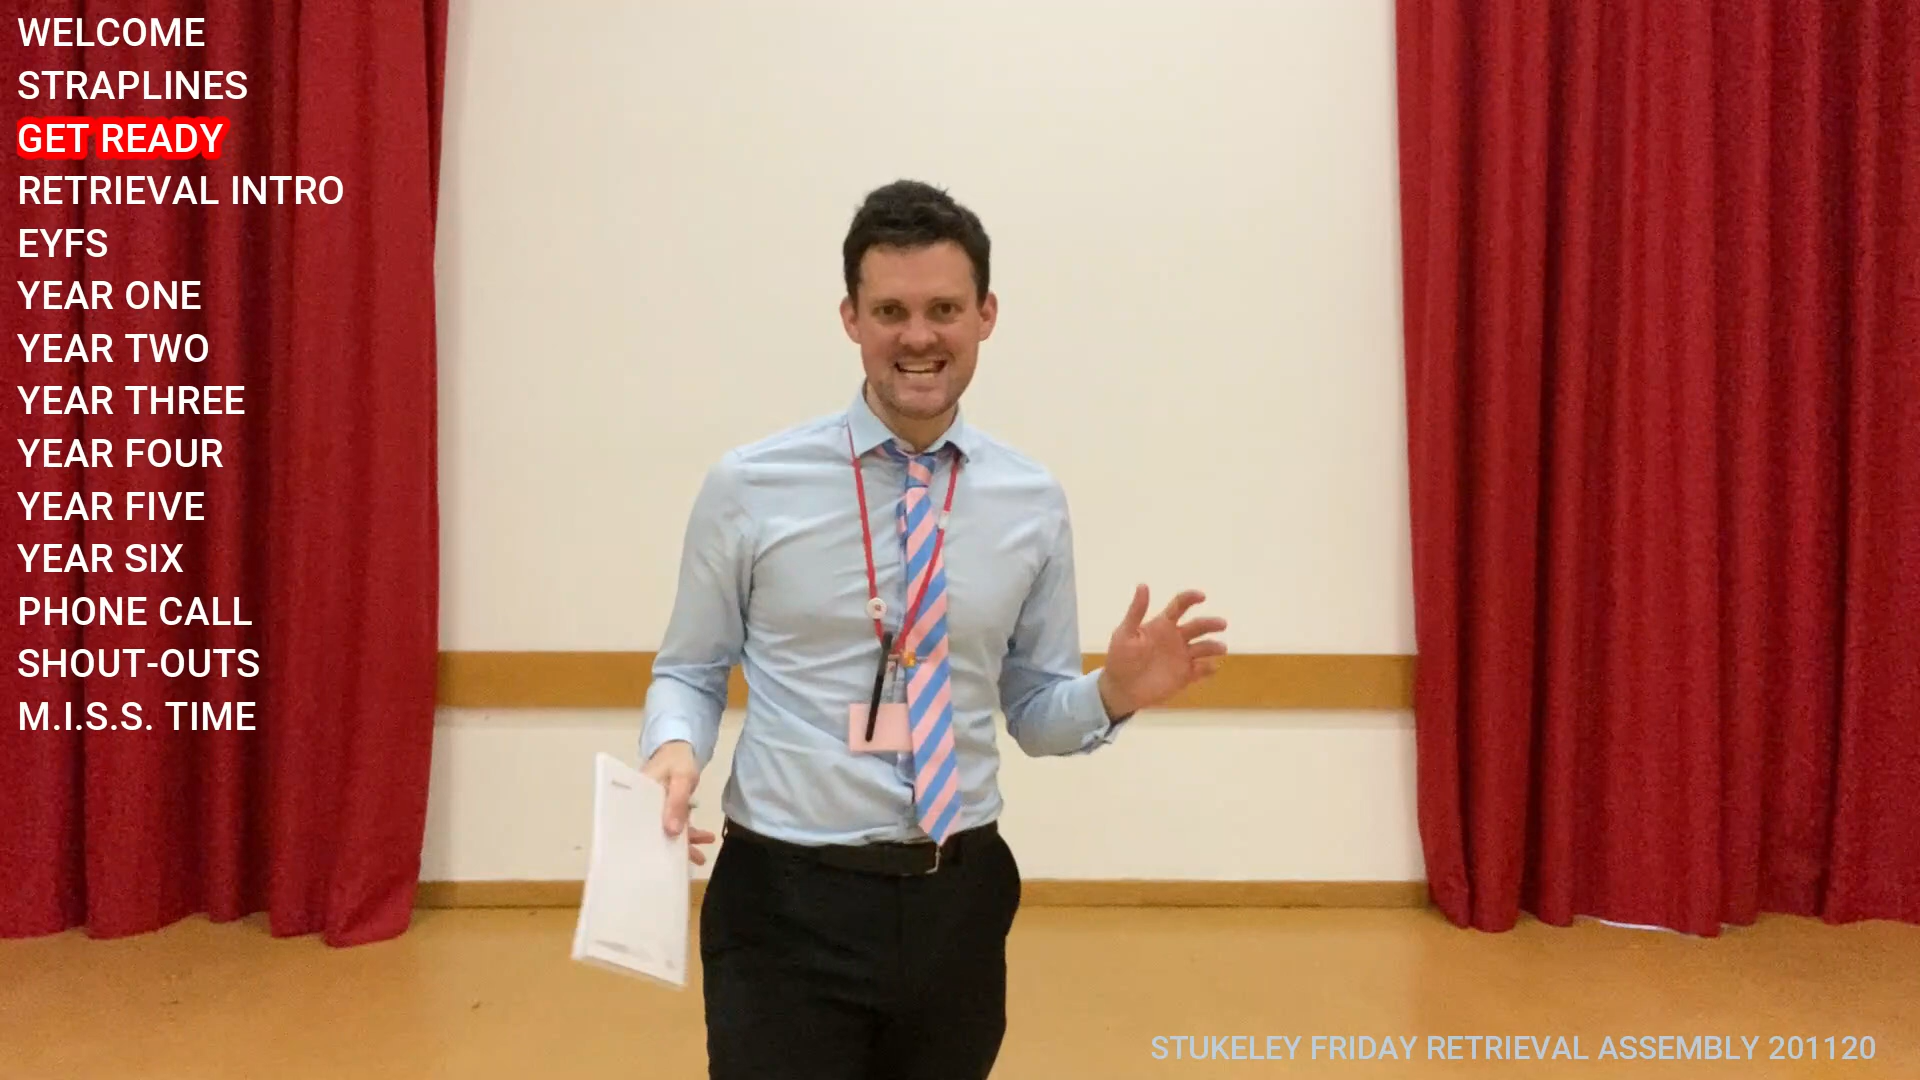 WELCOME
STRAPLINES
GET READY
RETRIEVAL INTRO
EYFS
YEAR ONE
YEAR TWO
YEAR THREE
YEAR FOUR
YEAR FIVE
YEAR SIX
PHONE CALL
SHOUT-OUTS
M.I.S.S. TIME
STUKELEY FRIDAY RETRIEVAL ASSEMBLY 201120